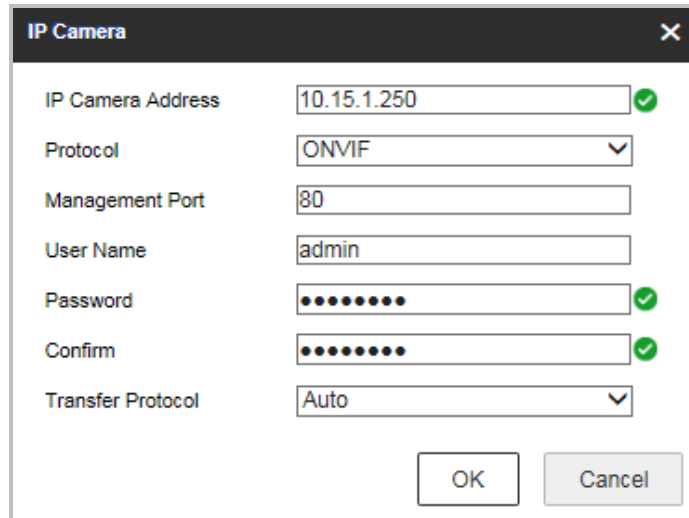 IP Camera
IP Camera Address 10.15.1.250
Protocol ONVIF
Management Port 80
User Name admin
Password ••••••••
Confirm ••••••••
Transfer Protocol Auto
OK Cancel